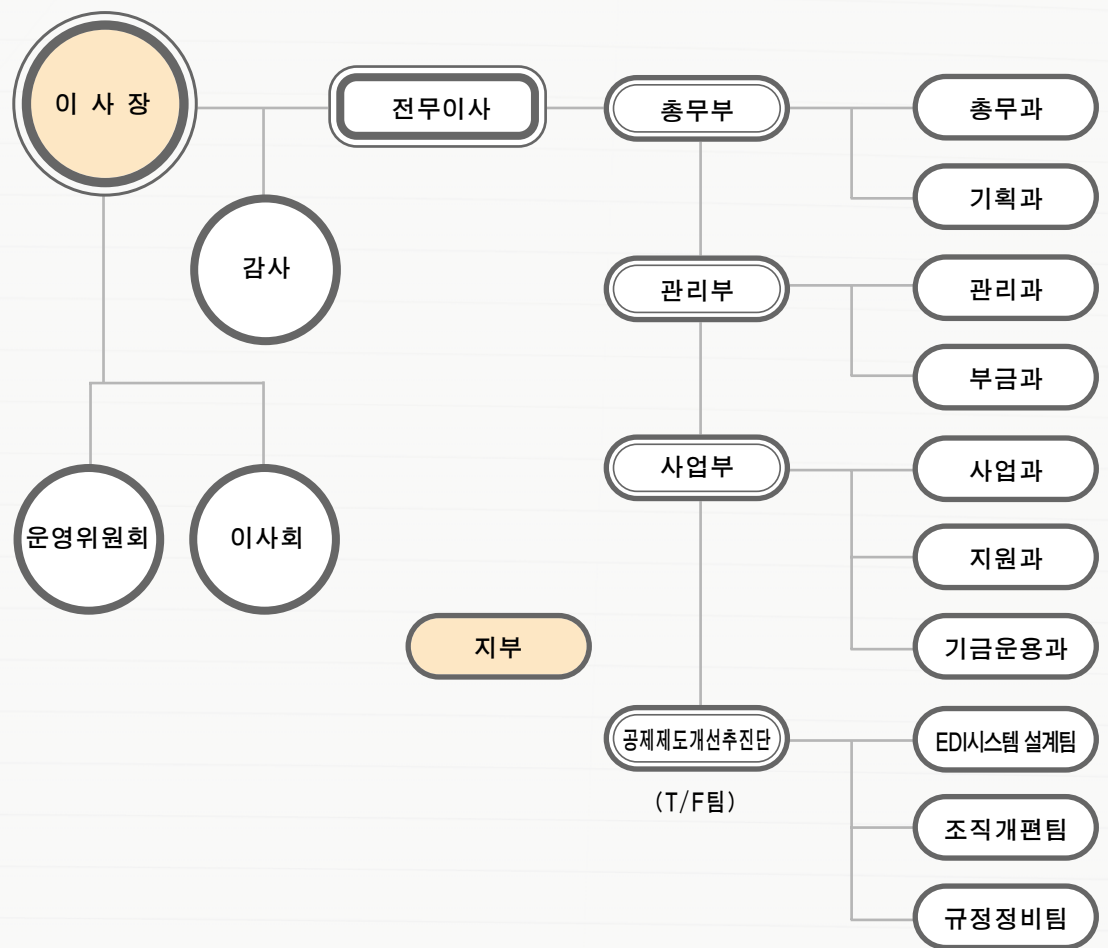 이 사 장
전무이사
총무부
총무과
기획과
감사
관리부
관리과
부금과
사업부
사업과
지원과
기금운용과
운영위원회
이사회
지부
공제제도개선추진단
(T/F팀)
EDI시스템 설계팀
조직개편팀
규정정비팀